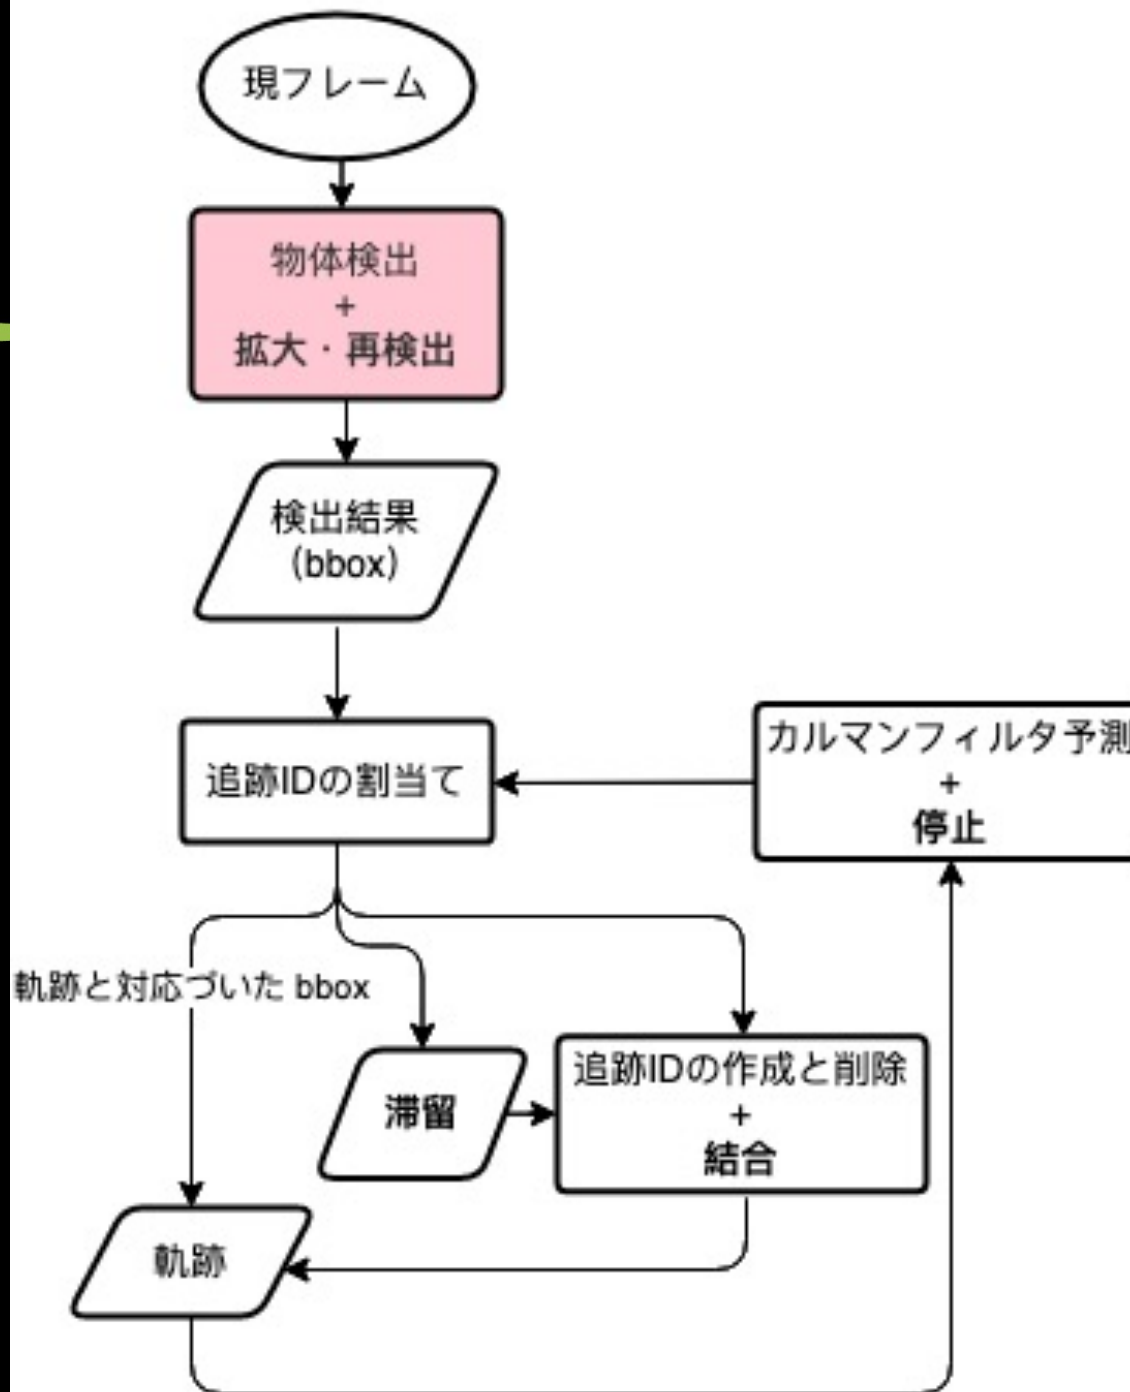 現フレーム
物体検出
+
拡大・再検出
検出結果
(bbox)
追跡IDの割当て
カルマンフィルタ予測
+
停止
軌跡と対応づいた bbox
滞留
追跡IDの作成と削除
+
結合
軌跡